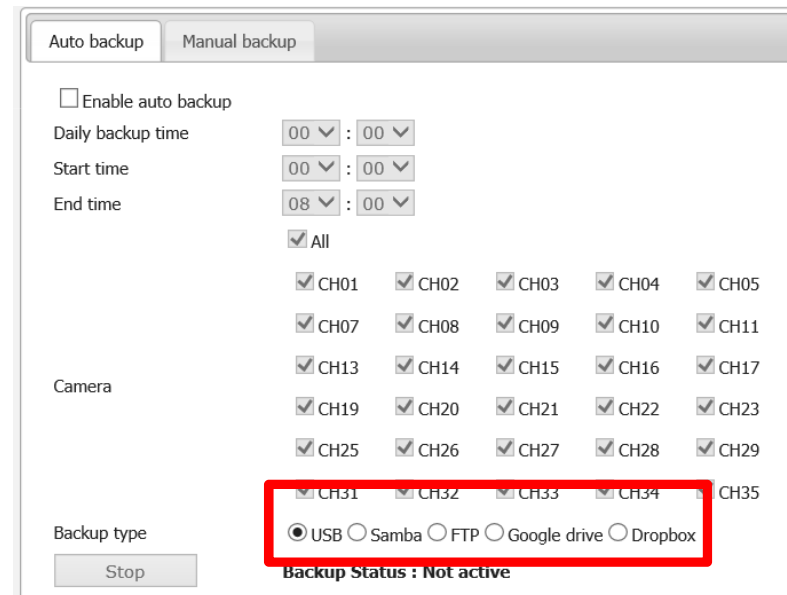 Auto backup Manual backup
Enable auto backup
Daily backup time 00 : 00
Start time 00 : 00
End time 08 : 00
All
CH01 CH02 CH03 CH04 CH05
CH07 CH08 CH09 CH10 CH11
CH13 CH14 CH15 CH16 CH17
Camera
CH19 CH20 CH21 CH22 CH23
CH25 CH26 CH27 CH28 CH29
CH31 CH32 CH33 CH34 CH35
Backup type USB Samba FTP Google drive Dropbox
Stop Backup Status : Not active